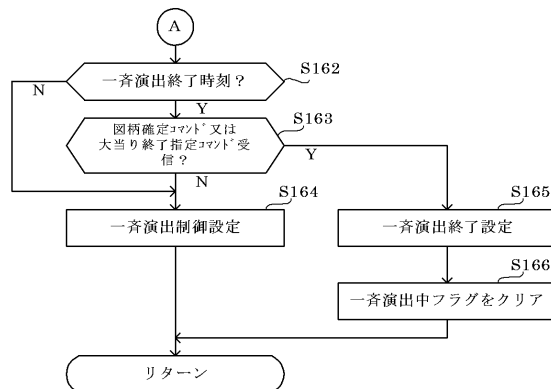 A
一斉演出終了時刻？
S162
N
Y
図柄確定ｺﾏﾝﾄﾞ又は
大当り終了指定ｺﾏﾝﾄﾞ受
信？
S163
Y
N
一斉演出制御設定
S164
一斉演出終了設定
S165
一斉演出中フラグをクリア
S166
リターン